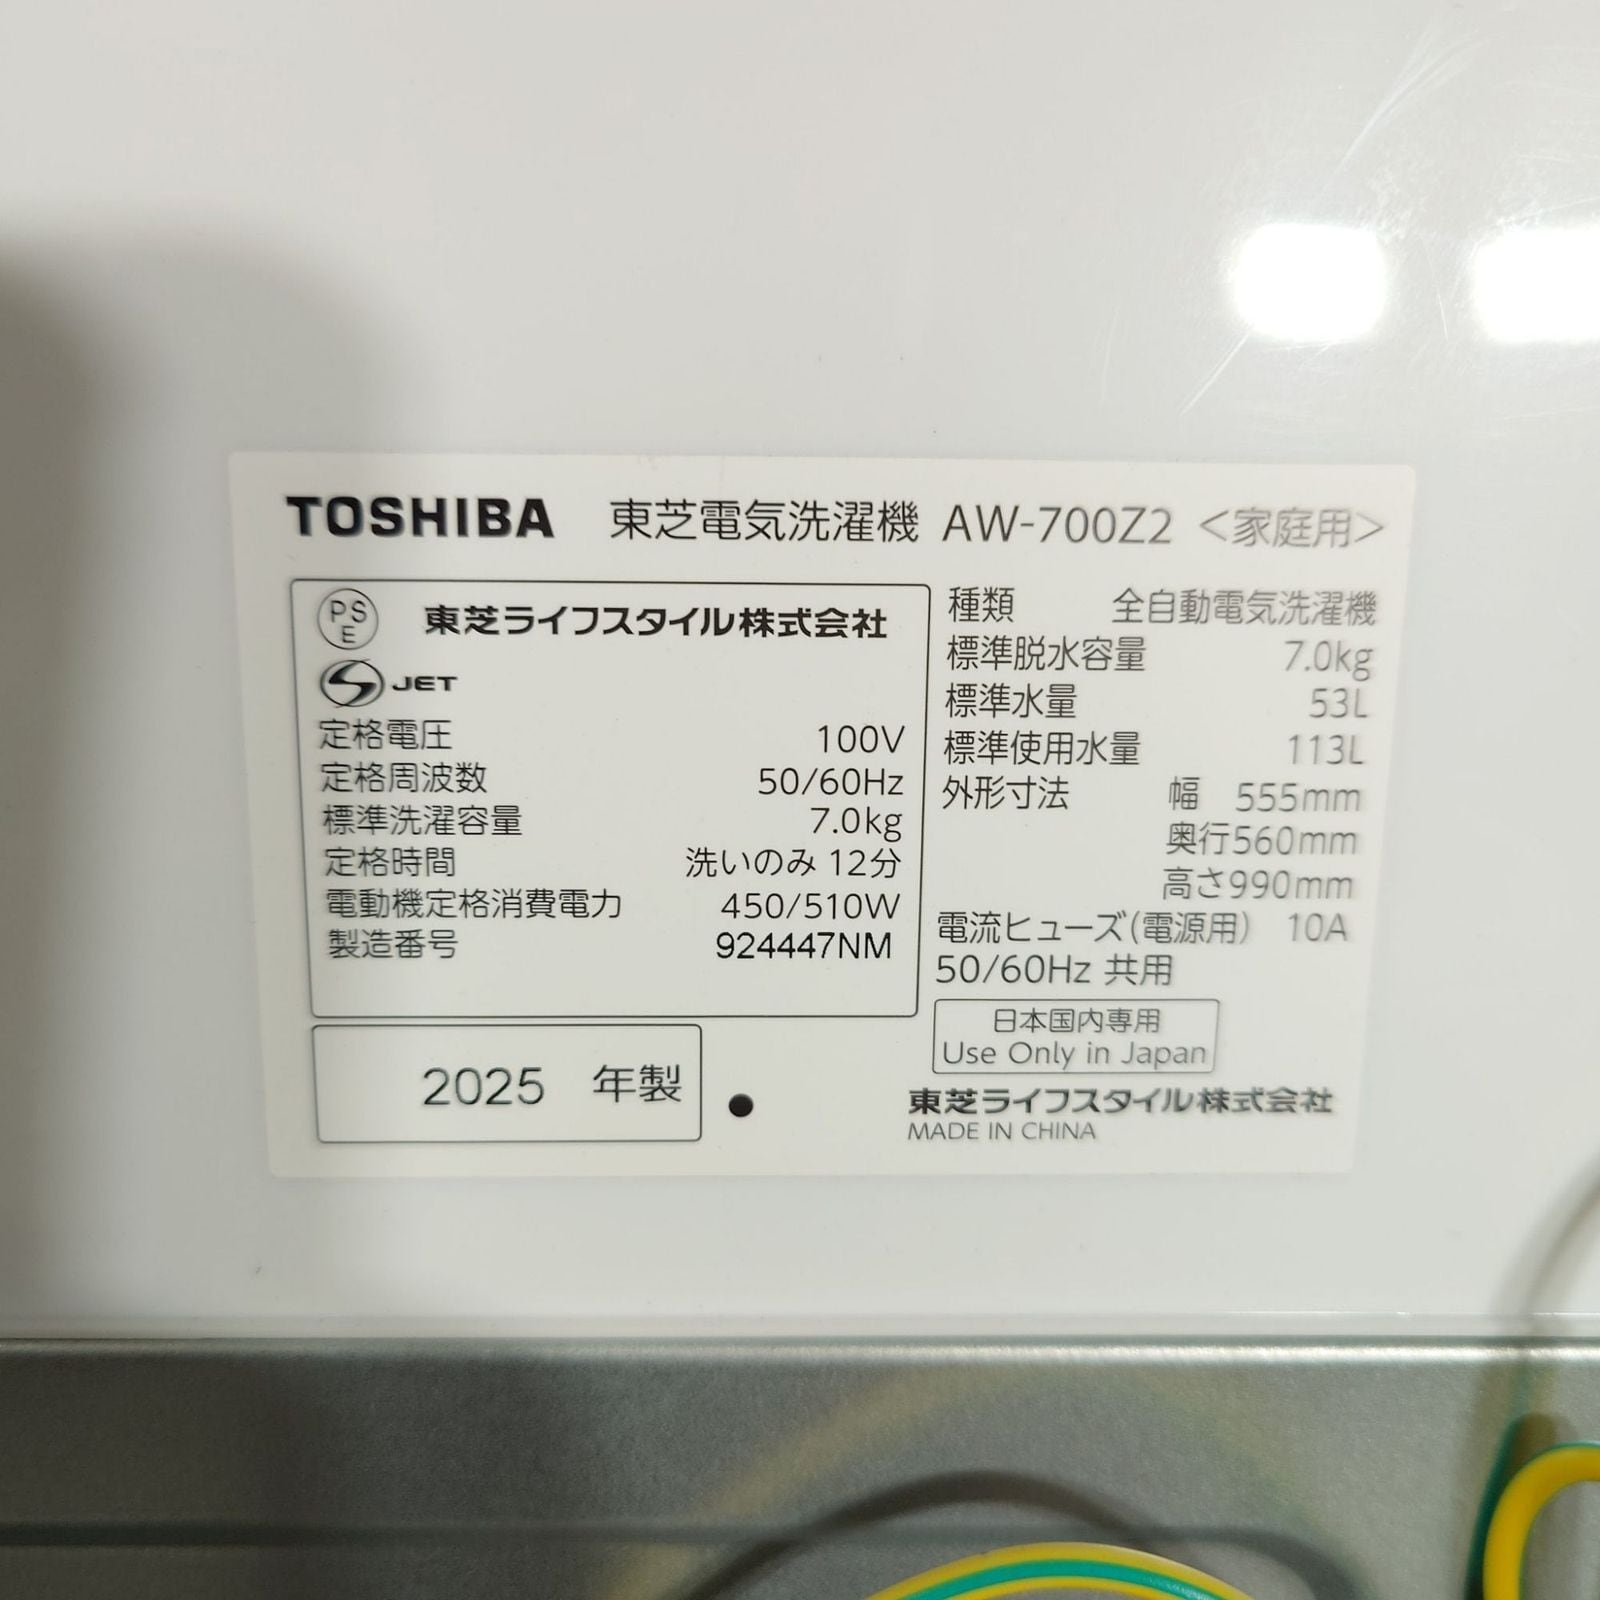 TOSHIBA 東芝電気洗濯機 AW-700Z2 <家庭用>
PSE 東芝ライフスタイル株式会社
S JET
定格電圧 100V
定格周波数 50/60Hz
標準洗濯容量 7.0kg
定格時間 洗いのみ 12分
電動機定格消費電力 450/510W
製造番号 924447NM
2025 年製
種類 全自動電気洗濯機
標準脱水容量 7.0kg
標準水量 53L
標準使用水量 113L
外形寸法 幅 555mm
奥行560mm
高さ990mm
電流ヒューズ(電源用) 10A
50/60Hz 共用
日本国内専用
Use Only in Japan
東芝ライフスタイル株式会社
MADE IN CHINA